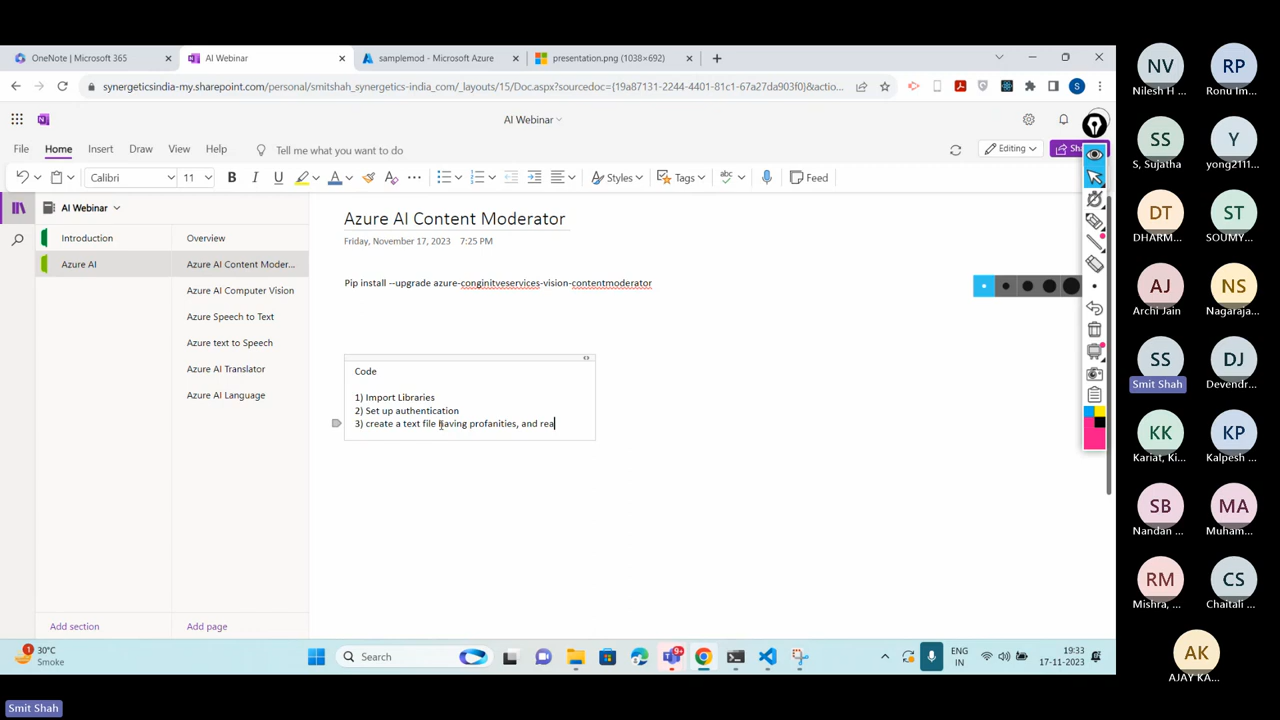 OneNote | Microsoft 365
AI Webinar
samplemod - Microsoft Azure
presentation.png (1038×692)
synergeticsindia-my.sharepoint.com/personal/smitshah_synergetics-india_com/_layouts/15/Doc.aspx?sourcedoc={19a87131-2244-4401-81c1-67a27da903f0}&actio...
S
AI Webinar
File
Home
Insert
Draw
View
Help
Tell me what you want to do
Editing
Sha
Calibri
11
B
I
U
A
Styles
Tags
abc
Feed
AI Webinar
Introduction
Azure AI
Overview
Azure AI Content Moder...
Azure AI Computer Vision
Azure Speech to Text
Azure text to Speech
Azure AI Translator
Azure AI Language
Add section
Add page
Azure AI Content Moderator
Friday, November 17, 2023 7:25 PM
Pip install --upgrade azure-conginitveservices-vision-contentmoderator
Code
1) Import Libraries
2) Set up authentication
3) create a text file having profanities, and rea
1
30°C
Smoke
Search
9+
ENG
IN
19:33
17-11-2023
NV
Nilesh H ...
RP
Ronu Im...
SS
S, Sujatha
Y
yong2111...
DT
DHARM...
ST
SOUMY...
AJ
Archi Jain
NS
Nagaraja...
SS
Smit Shah
DJ
Devendr...
KK
Kariat, Ki...
KP
Kalpesh ...
SB
Nandan ...
MA
Muham...
RM
Mishra, ...
CS
Chaitali ...
AK
AJAY KA...
Smit Shah